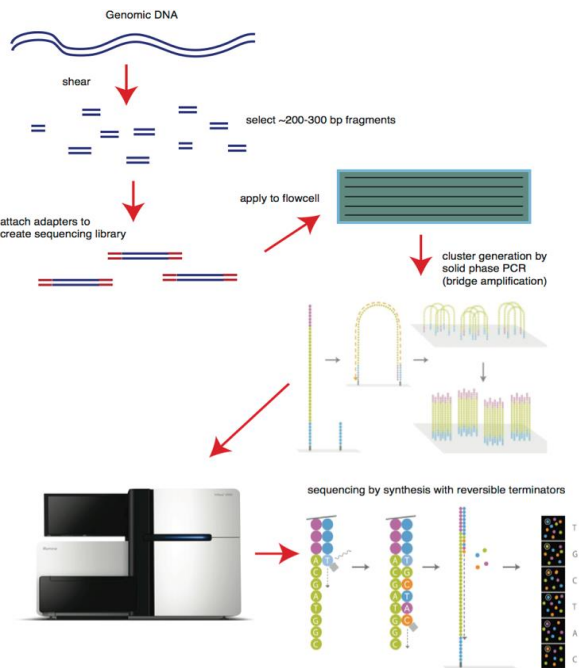 Genomic DNA
shear
select ~200-300 bp fragments
attach adapters to
create sequencing library
apply to flowcell
cluster generation by
solid phase PCR
(bridge amplification)
sequencing by synthesis with reversible terminators
A T
C
G
A
T
G
G
C
A T
C G
G C
A T
T A
G C
G
C
T
G
C
T
A
C